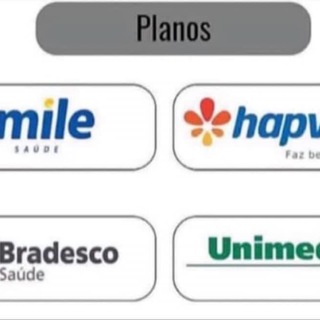 Planos
mile
SAÚDE
hapv
Faz be
Bradesco
Saúde
Unimed